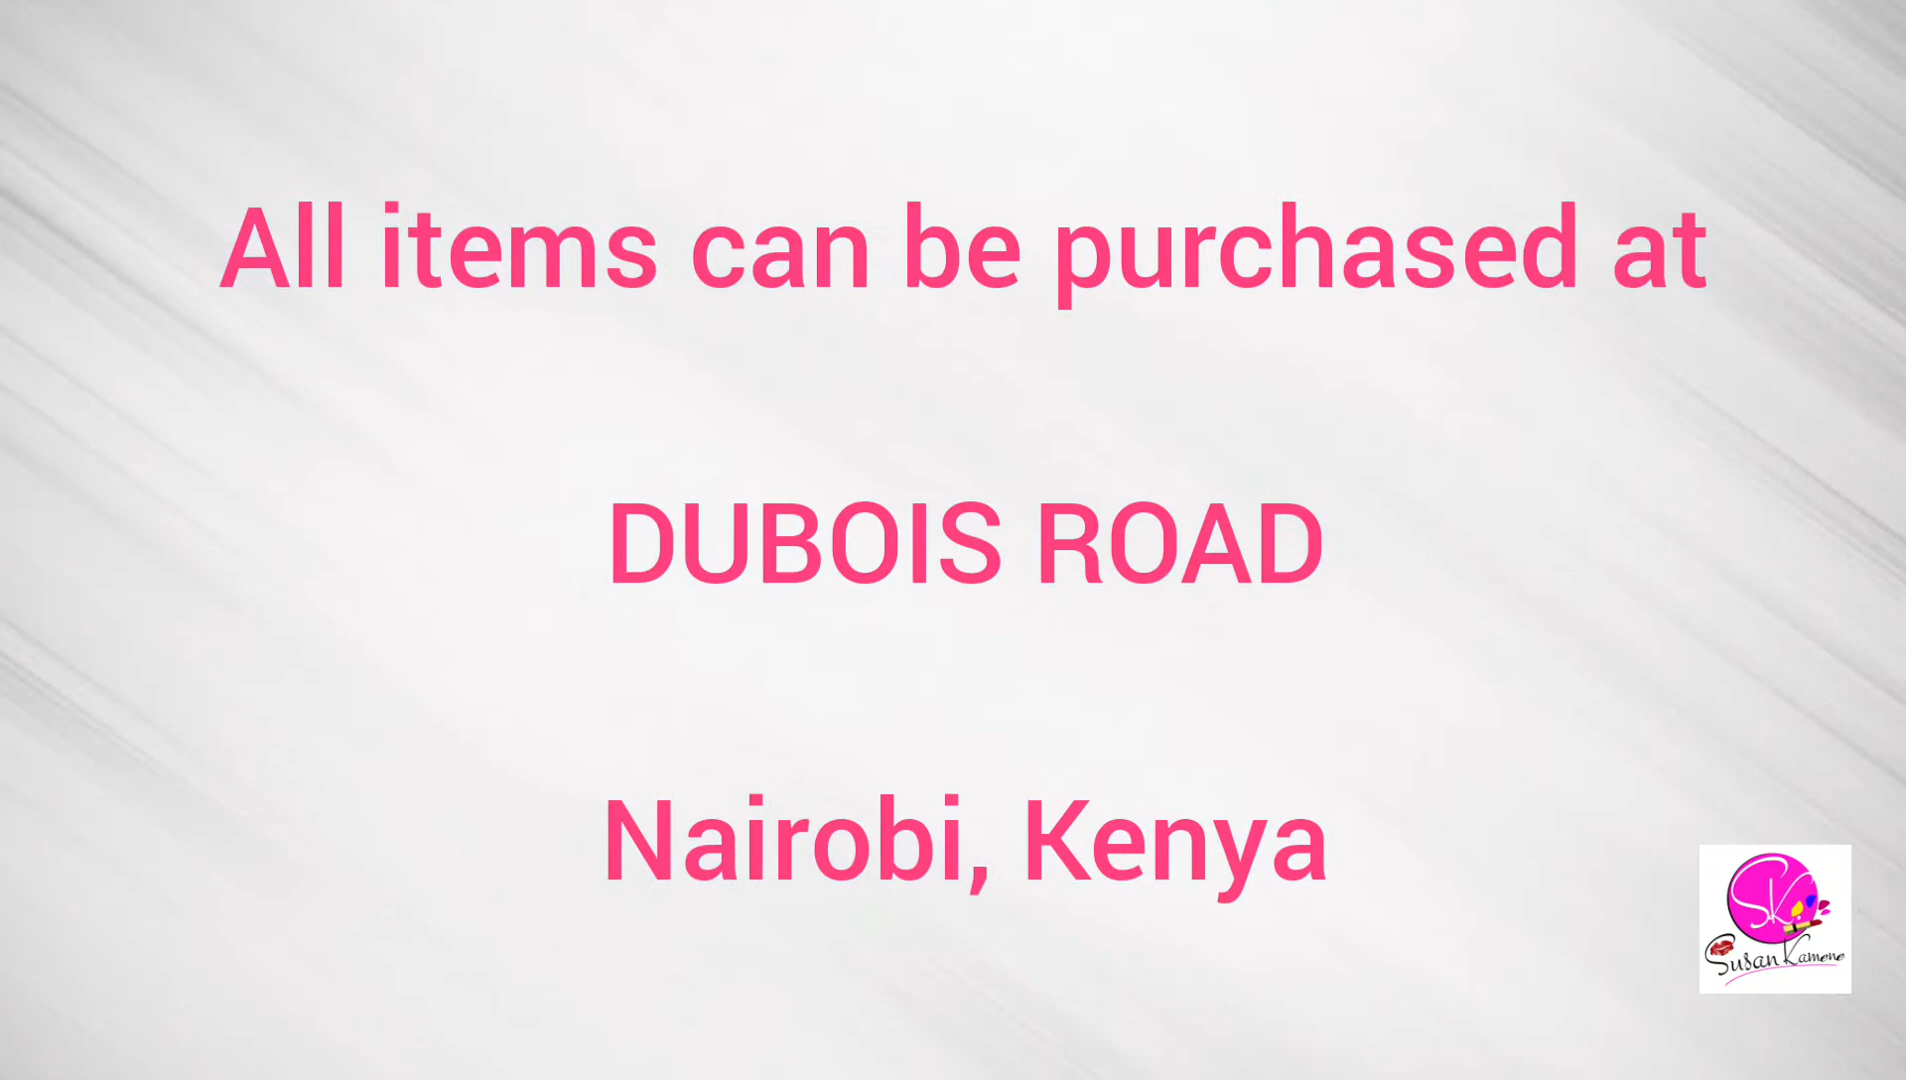 All items can be purchased at
DUBOIS ROAD
Nairobi, Kenya
SK
Susan Kamene